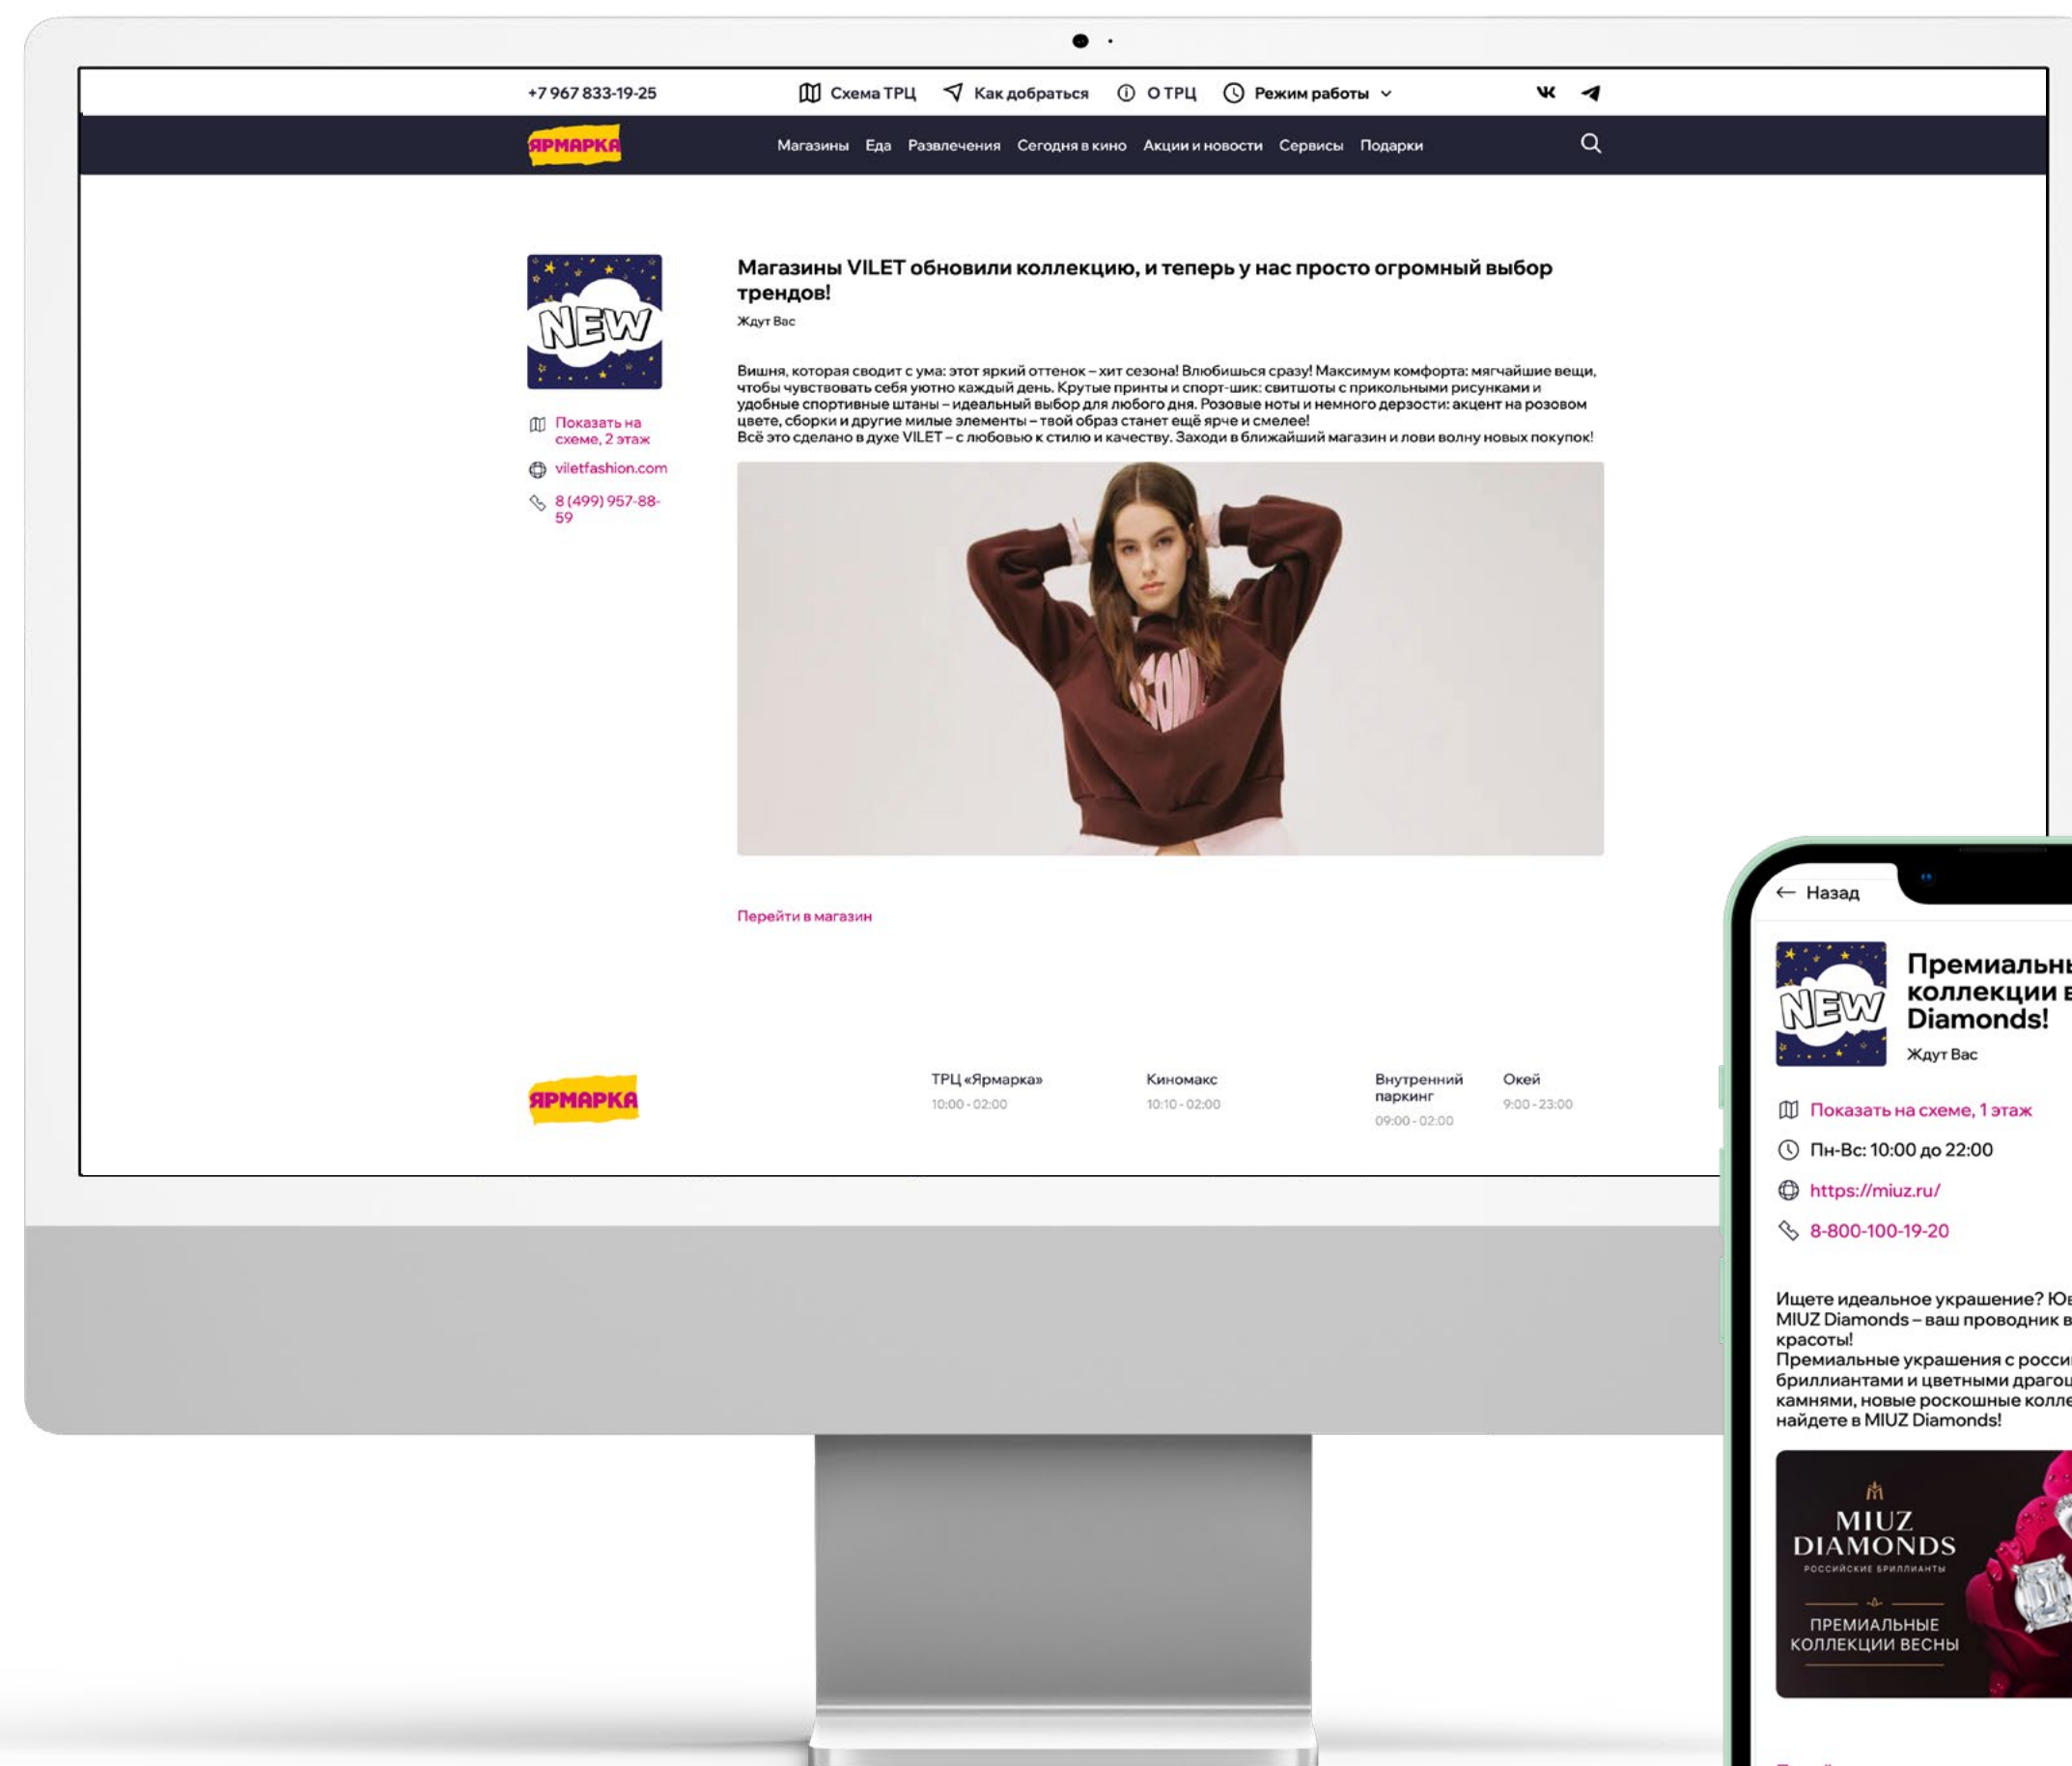 +7 967 833-19-25
Схема ТРЦ
Как добраться
О ТРЦ
Режим работы
ЯРМАРКА
Магазины Еда Развлечения Сегодня в кино Акции и новости Сервисы Подарки
NEW
Показать на
схеме, 2 этаж
viletfashion.com
8 (499) 957-88-
59
Магазины VILET обновили коллекцию, и теперь у нас просто огромный выбор
трендов!
Ждут Вас
Вишня, которая сводит с ума: этот яркий оттенок – хит сезона! Влюбишься сразу! Максимум комфорта: мягчайшие вещи,
чтобы чувствовать себя уютно каждый день. Крутые принты и спорт-шик: свитшоты с прикольными рисунками и
удобные спортивные штаны – идеальный выбор для любого дня. Розовые ноты и немного дерзости: акцент на розовом
цвете, сборки и другие милые элементы – твой образ станет ещё ярче и смелее!
Всё это сделано в духе VILET – с любовью к стилю и качеству. Заходи в ближайший магазин и лови волну новых покупок!
Перейти в магазин
ЯРМАРКА
ТРЦ «Ярмарка»
10:00 - 02:00
Киномакс
10:10 - 02:00
Внутренний
паркинг
09:00 - 02:00
Окей
9:00 - 23:00
← Назад
NEW
коллекции
Diamonds!
Ждут Вас
Показать на схеме, 1 этаж
Пн-Вс: 10:00 до 22:00
https://miuz.ru/
8-800-100-19-20
Ищете идеальное украшение?
MIUZ Diamonds – ваш проводник в
красоты!
Премиальные украшения с
бриллиантами и цветными
камнями, новые роскошные
найдете в MIUZ Diamonds!
MIUZ
DIAMONDS
РОССИЙСКИЕ БРИЛЛИАНТЫ
ПРЕМИАЛЬНЫЕ
КОЛЛЕКЦИИ ВЕСНЫ